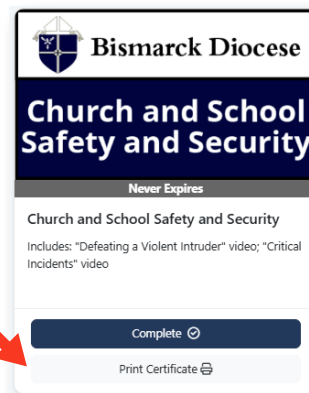 Bismarck Diocese
Church and School
Safety and Security
Never Expires
Church and School Safety and Security
Includes: "Defeating a Violent Intruder" video; "Critical
Incidents" video
Complete
Print Certificate